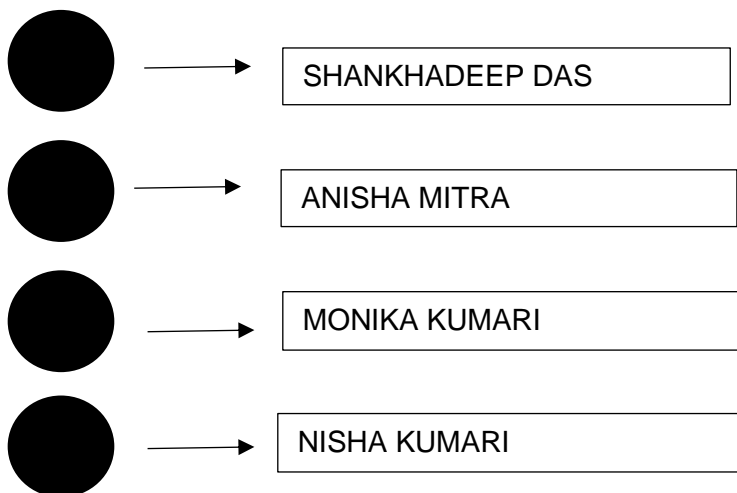 SHANKHADEEP DAS
ANISHA MITRA
MONIKA KUMARI
NISHA KUMARI